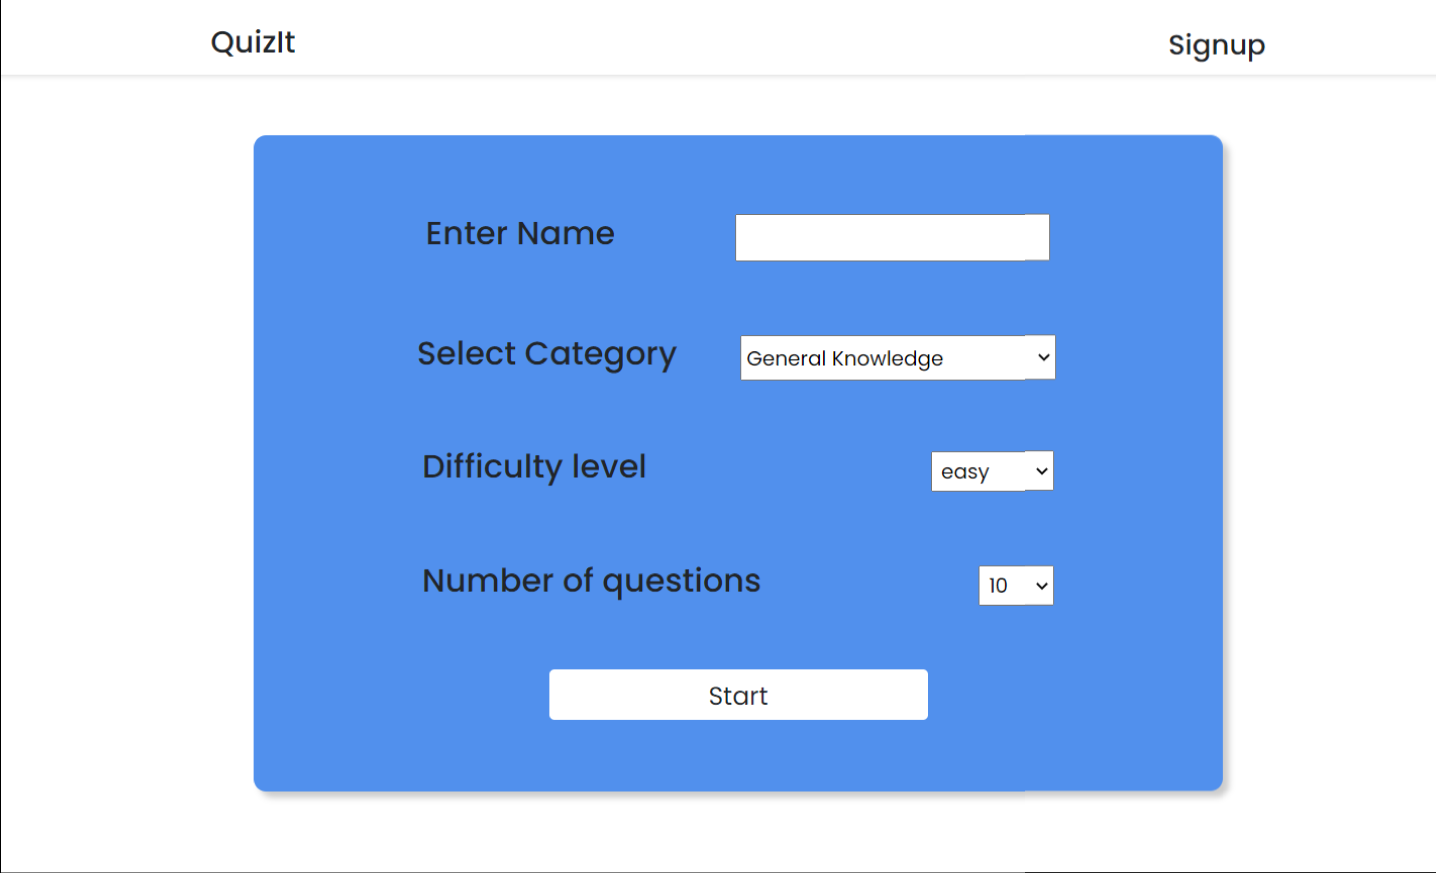 QuizIt
Signup
Enter Name
Select Category
General Knowledge
Difficulty level
easy
Number of questions
10
Start